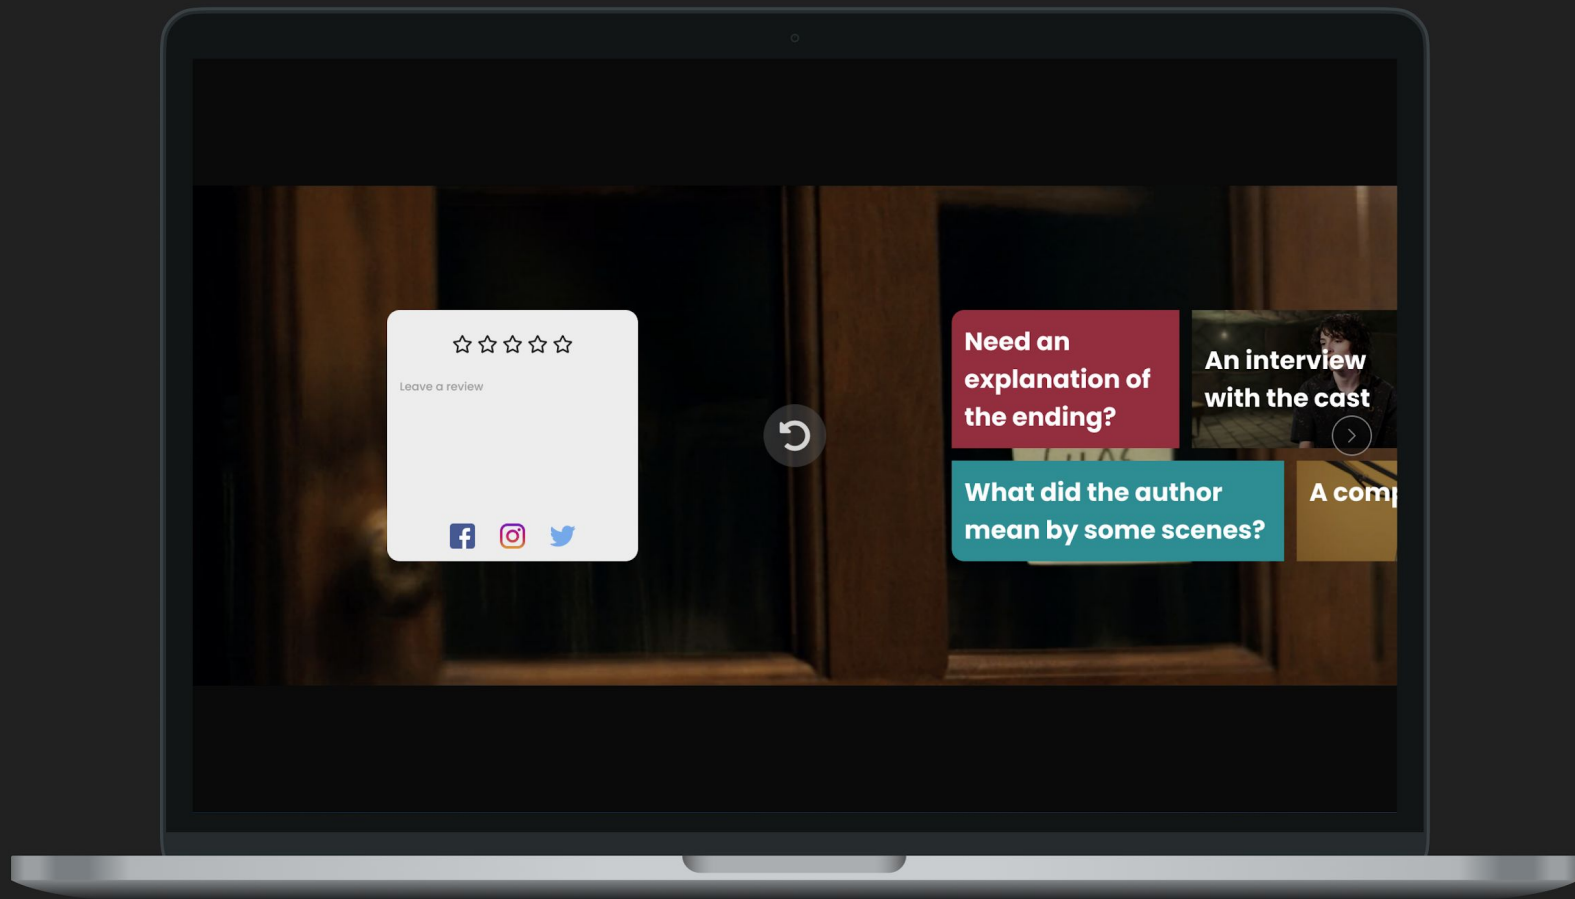 Leave a review
Need an
explanation of
the ending?
An interview
with the cast
What did the author
mean by some scenes?
A